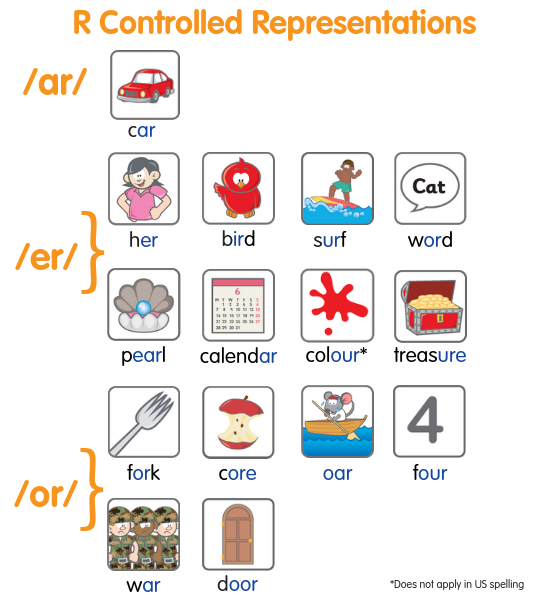 R Controlled Representations
/ar/
car
her bird surf word
Cat
/er/
pearl calendar colour* treasure
6
fork core oar four
4
/or/
war door
*Does not apply in US spelling